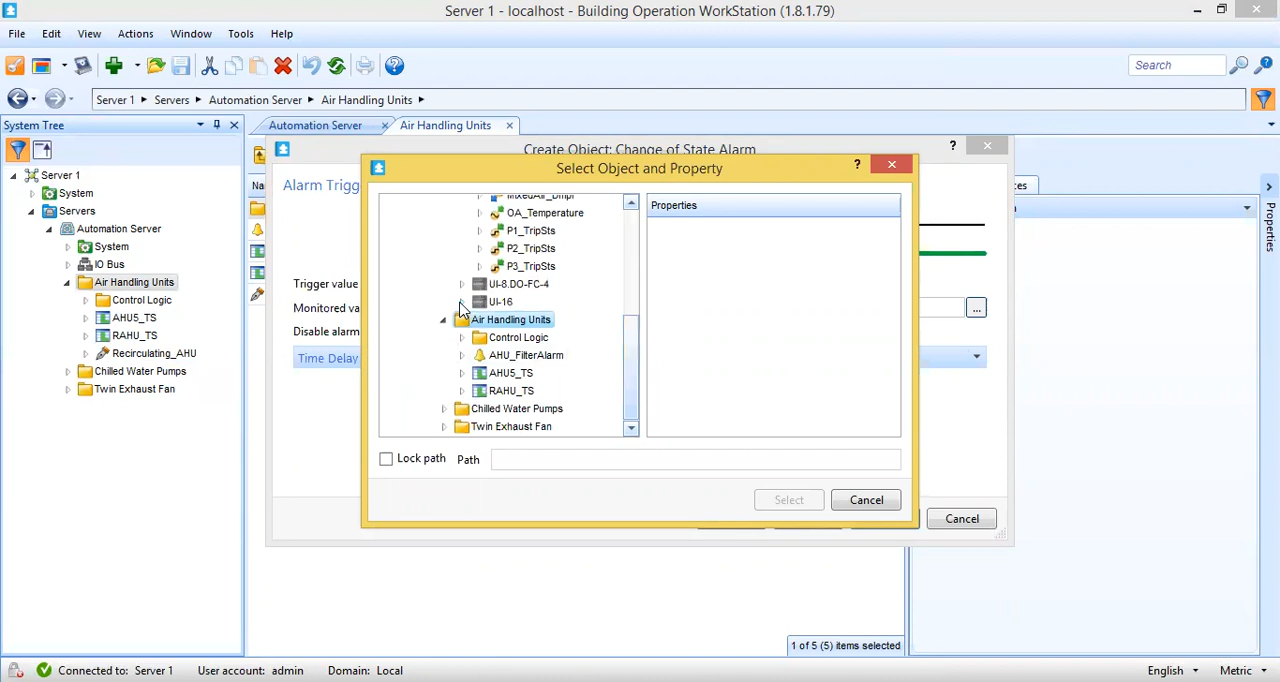 Server 1 - localhost - Building Operation WorkStation (1.8.1.79)
File Edit View Actions Window Tools Help
Search
Server 1 Servers Automation Server Air Handling Units
System Tree
Automation Server
Air Handling Units
Server 1
System
Servers
Automation Server
System
IO Bus
Air Handling Units
Control Logic
AHU5_TS
RAHU_TS
Recirculating_AHU
Chilled Water Pumps
Twin Exhaust Fan
Create Object: Change of State Alarm
Alarm Trigg
Trigger value
Monitored va
Disable alarm
Time Delay
Select Object and Property
MixedAir_Dmpr
OA_Temperature
P1_TripSts
P2_TripSts
P3_TripSts
UI-8.DO-FC-4
UI-16
Air Handling Units
Control Logic
AHU_FilterAlarm
AHU5_TS
RAHU_TS
Chilled Water Pumps
Twin Exhaust Fan
Properties
Lock path Path
Select Cancel
Cancel
...
Properties
1 of 5 (5) items selected
Connected to: Server 1 User account: admin Domain: Local English Metric